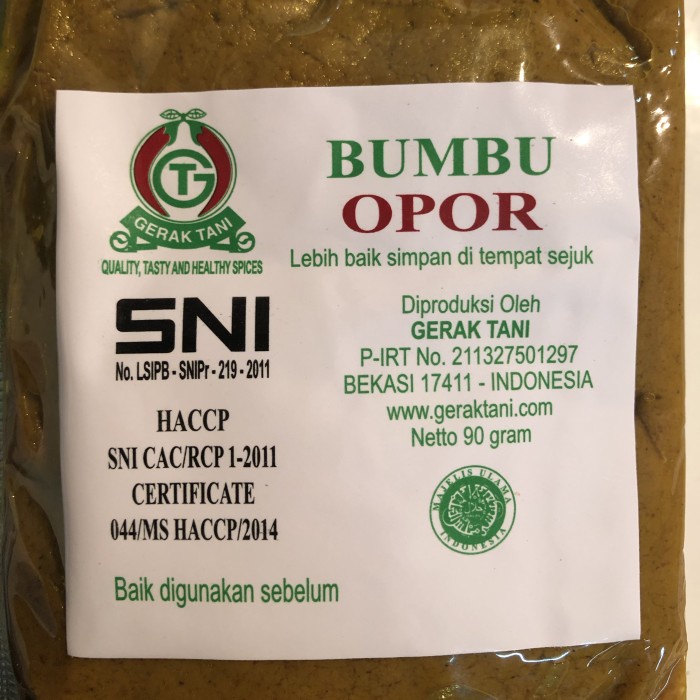 TG
GERAK TANI
QUALITY, TASTY AND HEALTHY SPICES
SNI
No. LSIPB - SNIPr - 219 - 2011
HACCP
SNI CAC/RCP 1-2011
CERTIFICATE
044/MS HACCP/2014
Baik digunakan sebelum
BUMBU
OPOR
Lebih baik simpan di tempat sejuk
Diproduksi Oleh
GERAK TANI
P-IRT No. 211327501297
BEKASI 17411 - INDONESIA
www.geraktani.com
Netto 90 gram
MAJELIS ULAMA
INDONESIA